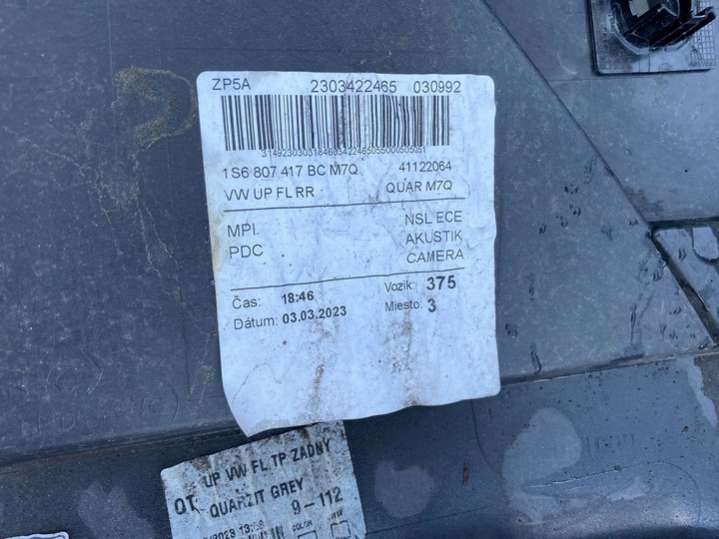 ZP5A 2303422465 030992
1S6 807 417 BC M7Q 41122064
VW UP FL RR QUAR M7Q
MPI. NSL ECE
PDC AKUSTIK
CAMERA
Čas: 18:46 Vozík: 375
Dátum: 03.03.2023 Miesto: 3
UP VW FL TP ZADNY
OT QUARZIT GREY
9-112